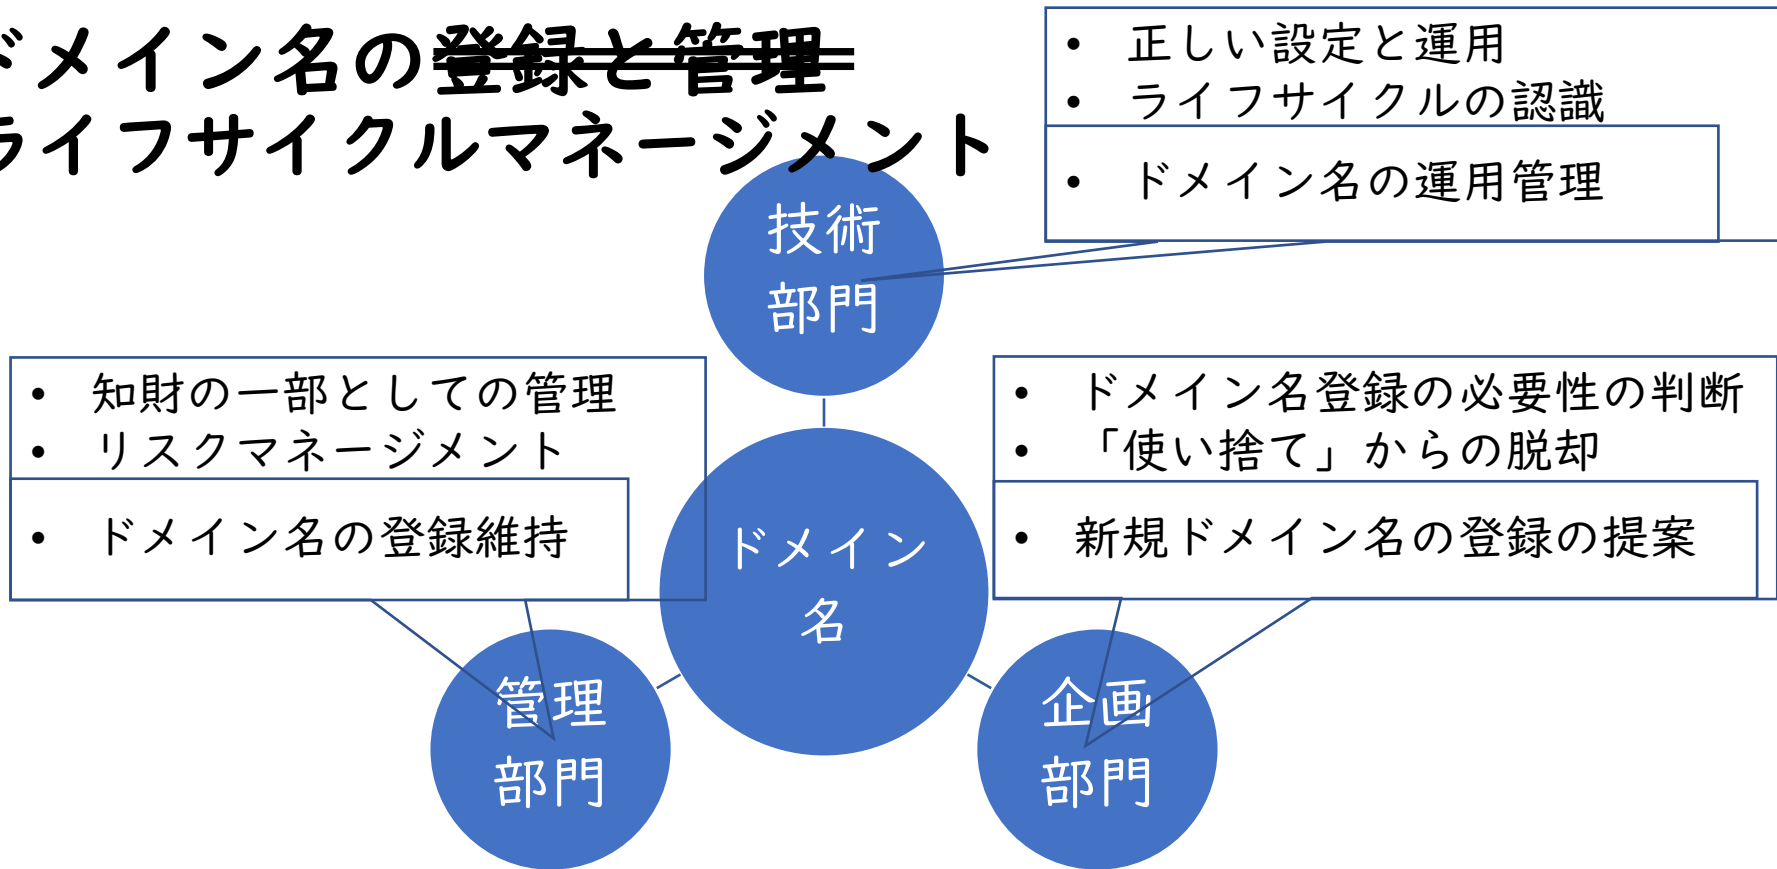 ドメイン名の登録と管理
ライフサイクルマネージメント
• 正しい設定と運用
• ライフサイクルの認識
• ドメイン名の運用管理
技術
部門
• 知財の一部としての管理
• リスクマネージメント
• ドメイン名の登録維持
• ドメイン名登録の必要性の判断
• 「使い捨て」からの脱却
• 新規ドメイン名の登録の提案
ドメイン
名
管理
部門
企画
部門